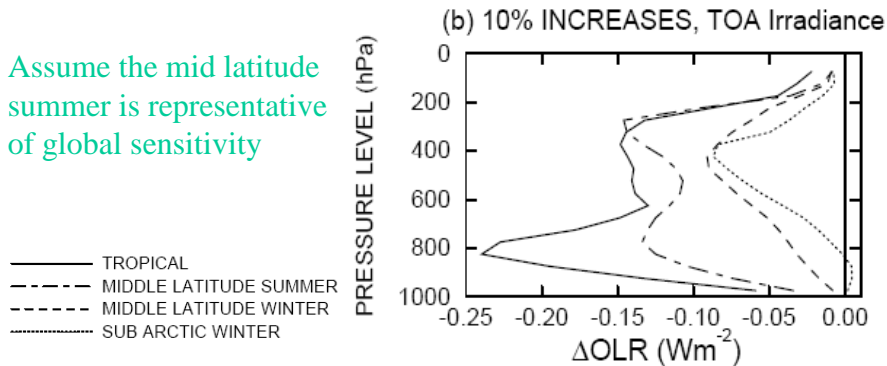 Assume the mid latitude
summer is representative
of global sensitivity
TROPICAL
MIDDLE LATITUDE SUMMER
MIDDLE LATITUDE WINTER
SUB ARCTIC WINTER
(b) 10% INCREASES, TOA Irradiance
PRESSURE LEVEL (hPa)
0
200
400
600
800
1000
-0.25 -0.20 -0.15 -0.10 -0.05 0.00
ΔOLR (Wm⁻²)